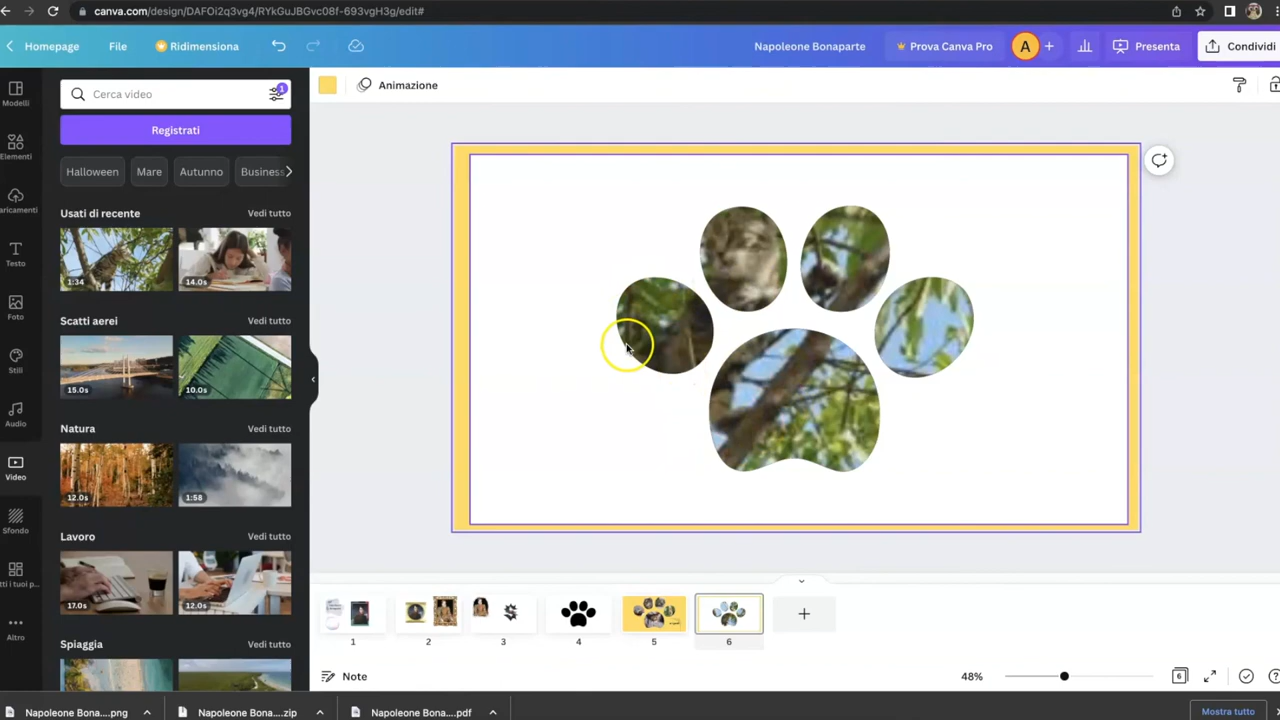 canva.com/design/DAFOi2q3vg4/RYkGuJBGvc08f-693vgH3g/edit#
Homepage File Ridimensiona Napoleone Bonaparte Prova Canva Pro A + Presenta Condividi
Modelli
Elementi
aricamenti
Testo
Foto
Stili
Audio
Video
Sfondo
tti i tuoi p...
Altro
Cerca video
1
Registrati
Halloween Mare Autunno Business
Usati di recente Vedi tutto
1:34 14.0s
Scatti aerei Vedi tutto
15.0s 10.0s
Natura Vedi tutto
12.0s 1:58
Lavoro Vedi tutto
17.0s 12.0s
Spiaggia Vedi tutto
Animazione
1 2 3 4 5 6
Note 48% 6 ?
Napoleone Bona....png Napoleone Bona....zip Napoleone Bona....pdf Mostra tutto